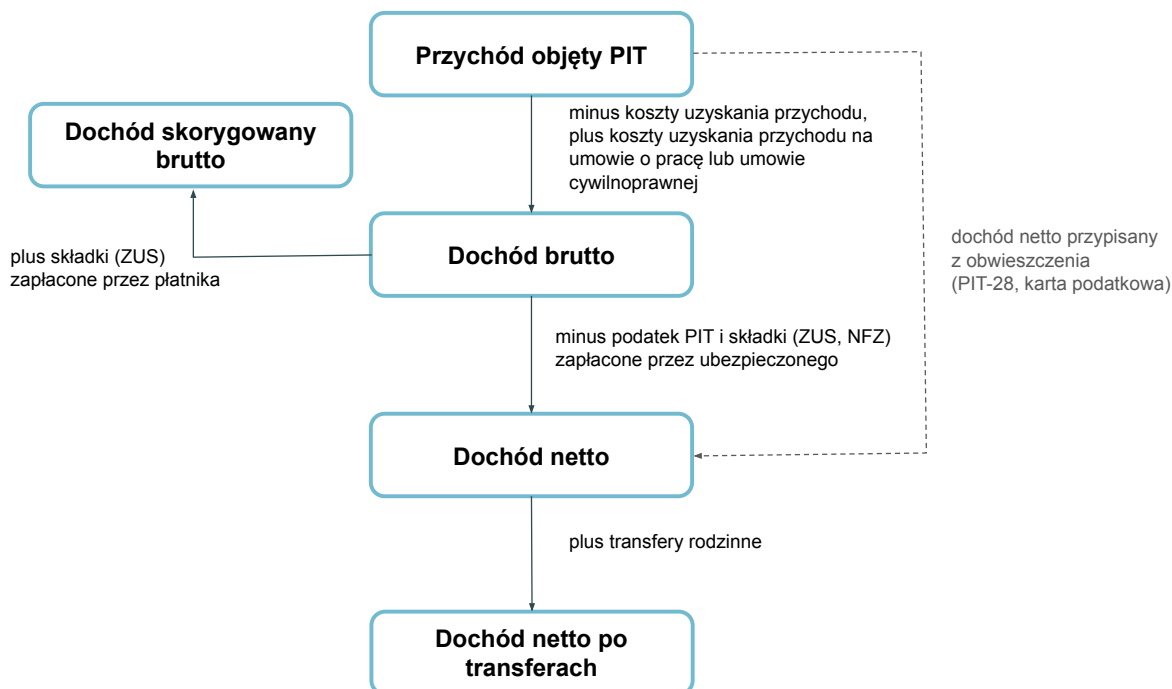 Przychód objęty PIT
minus koszty uzyskania przychodu,
plus koszty uzyskania przychodu na
umowie o pracę lub umowie
cywilnoprawnej
Dochód skorygowany
brutto
plus składki (ZUS)
zapłacone przez płatnika
Dochód brutto
dochód netto przypisany
z obwieszczenia
(PIT-28, karta podatkowa)
minus podatek PIT i składki (ZUS, NFZ)
zapłacone przez ubezpieczonego
Dochód netto
plus transfery rodzinne
Dochód netto po
transferach